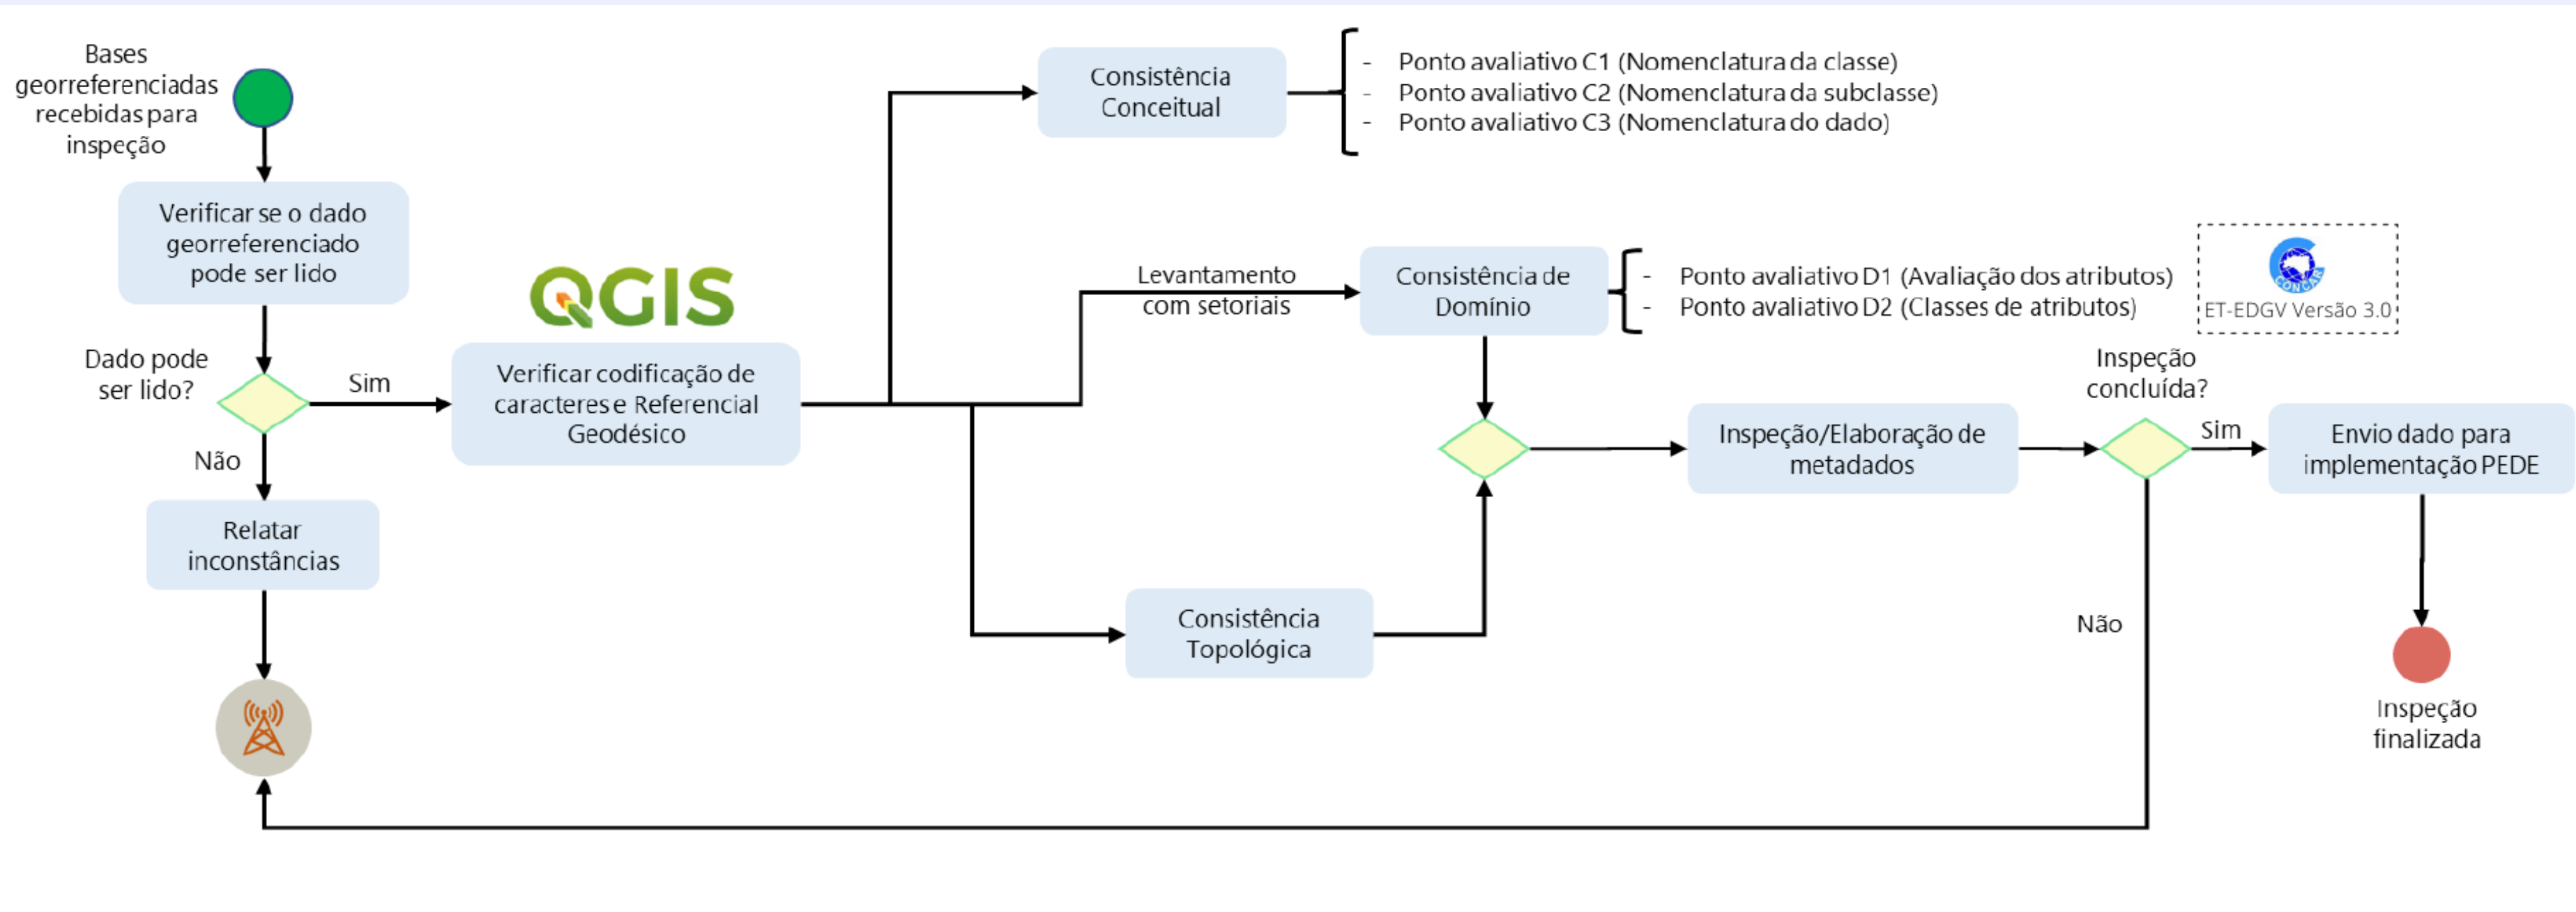 Bases
georreferenciadas
recebidas para
inspeção
Verificar se o dado
georreferenciado
pode ser lido
Dado pode
ser lido?
Sim
Não
Relatar
inconstâncias
QGIS
Verificar codificação de
caracteres e Referencial
Geodésico
Consistência
Conceitual
- Ponto avaliativo C1 (Nomenclatura da classe)
- Ponto avaliativo C2 (Nomenclatura da subclasse)
- Ponto avaliativo C3 (Nomenclatura do dado)
Levantamento
com setoriais
Consistência de
Domínio
- Ponto avaliativo D1 (Avaliação dos atributos)
- Ponto avaliativo D2 (Classes de atributos)
CONCAR
ET-EDGV Versão 3.0
Consistência
Topológica
Inspeção/Elaboração de
metadados
Inspeção
concluída?
Sim
Não
Envio dado para
implementação PEDE
Inspeção
finalizada